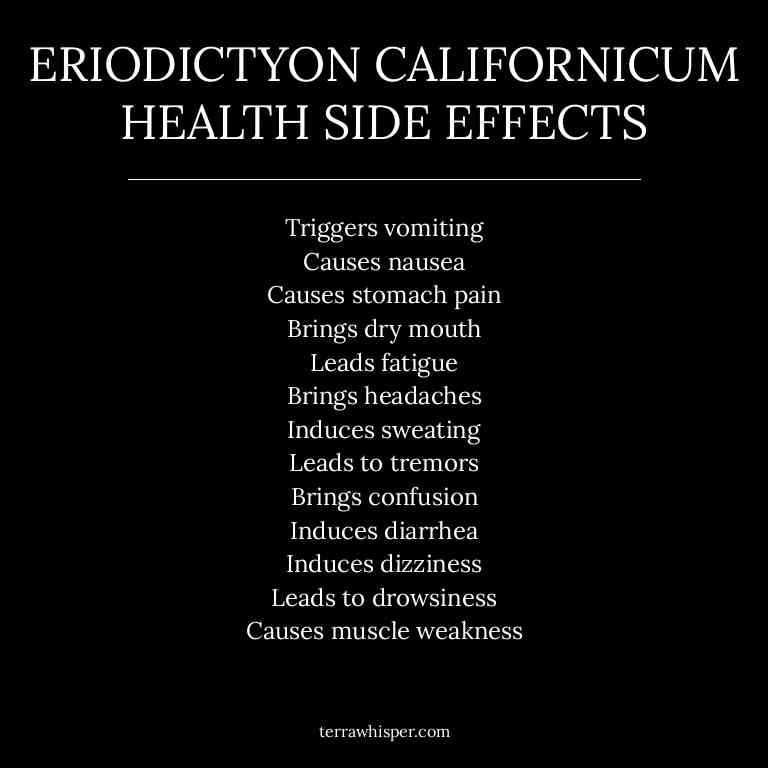 ERIODICTYON CALIFORNICUM
HEALTH SIDE EFFECTS
Triggers vomiting
Causes nausea
Causes stomach pain
Brings dry mouth
Leads fatigue
Brings headaches
Induces sweating
Leads to tremors
Brings confusion
Induces diarrhea
Induces dizziness
Leads to drowsiness
Causes muscle weakness
terrawhisper.com